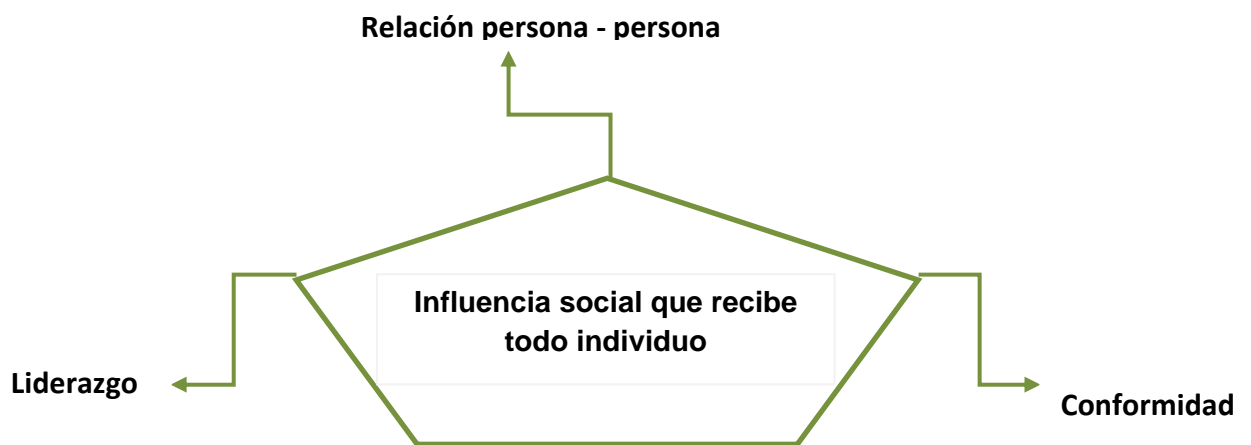 Relación persona - persona
Influencia social que recibe
todo individuo
Liderazgo
Conformidad